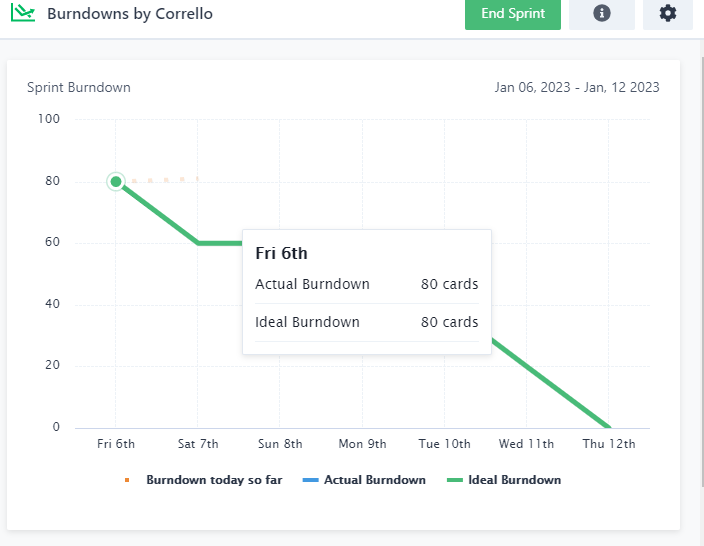 Burndowns by Corrello
End Sprint
Sprint Burndown
Jan 06, 2023 - Jan, 12 2023
100
80
60
40
20
0
Fri 6th
Actual Burndown 80 cards
Ideal Burndown 80 cards
Fri 6th Sat 7th Sun 8th Mon 9th Tue 10th Wed 11th Thu 12th
Burndown today so far Actual Burndown Ideal Burndown